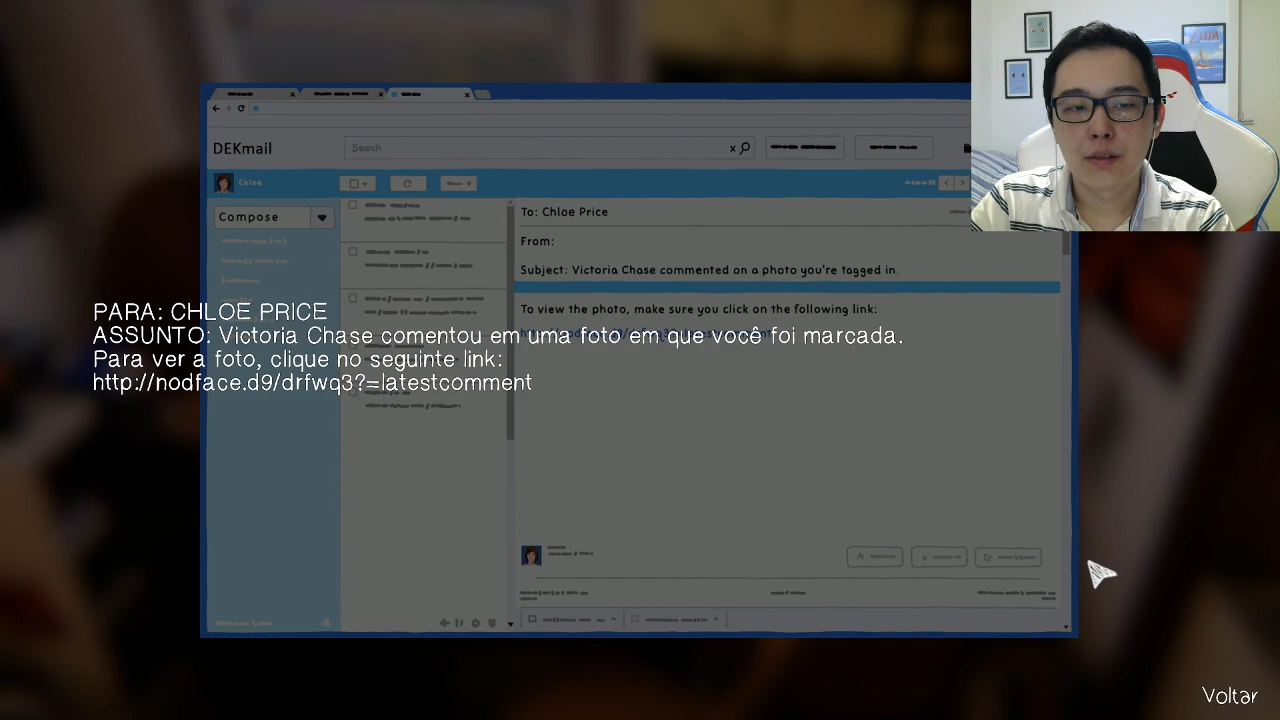 DEKmail
Search
Chloe
Compose
To: Chloe Price
From:
Subject: Victoria Chase commented on a photo you're tagged in.
To view the photo, make sure you click on the following link:
PARA: CHLOE PRICE
ASSUNTO: Victoria Chase comentou em uma foto em que você foi marcada.
Para ver a foto, clique no seguinte link:
http://nodface.d9/drfwq3?=latestcomment
Voltar